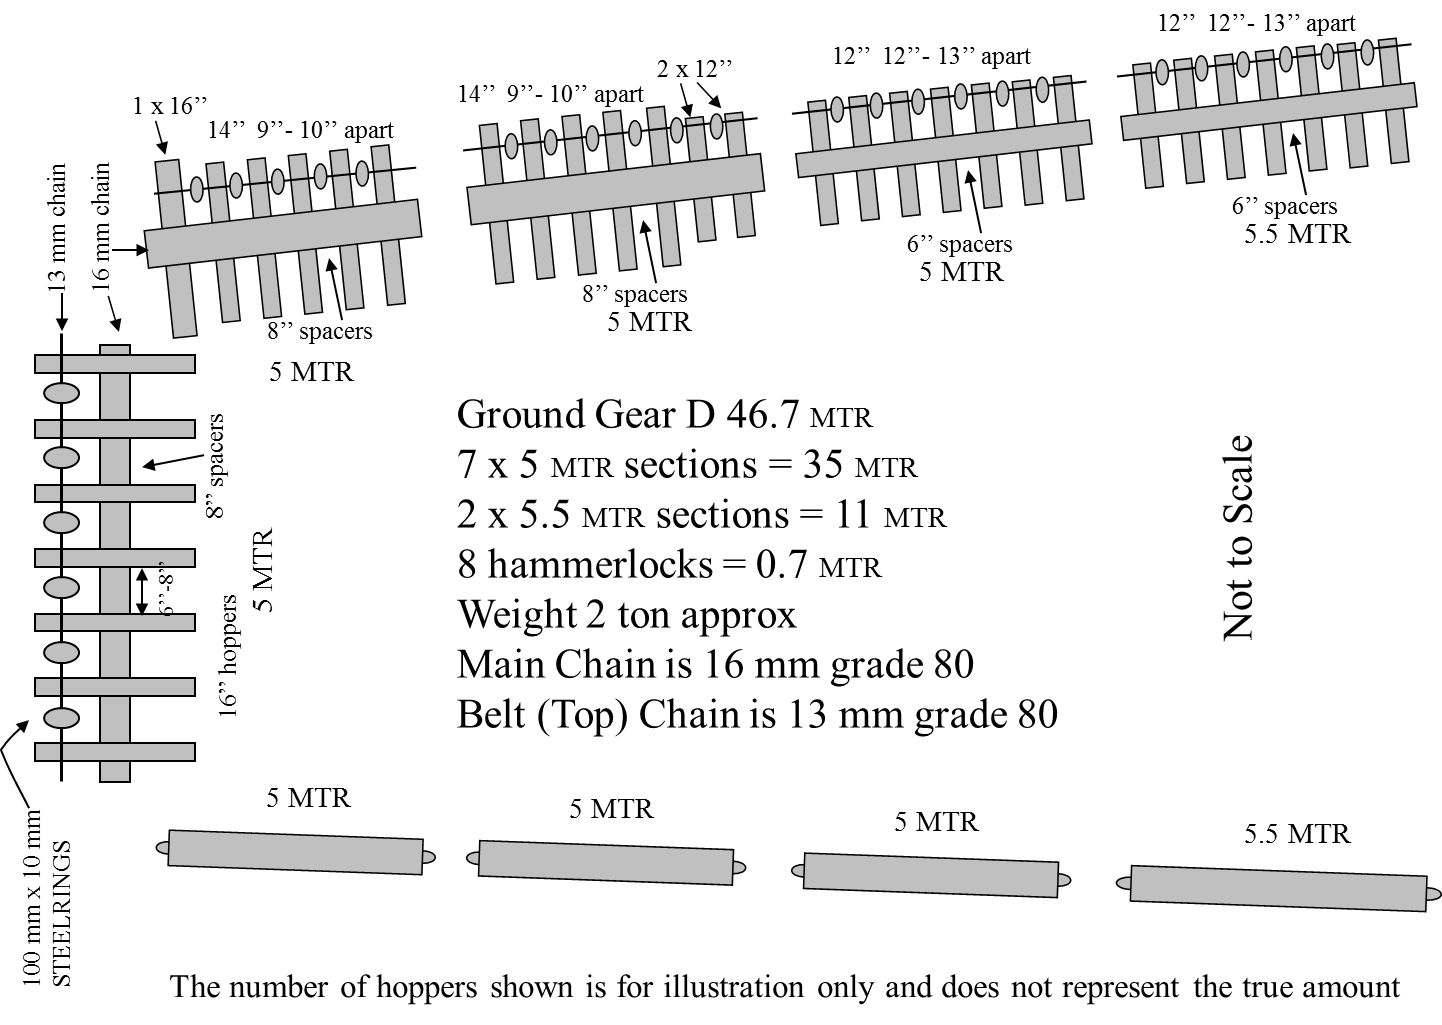 12’’ 12’’- 13’’ apart
12’’ 12’’- 13’’ apart
2 x 12’’
14’’ 9’’- 10’’ apart
1 x 16’’
14’’ 9’’- 10’’ apart
13 mm chain
16 mm chain
6’’ spacers
5.5 MTR
6’’ spacers
5 MTR
8’’ spacers
5 MTR
8’’ spacers
5 MTR
8’’ spacers
6’’-8’’
16’’ hoppers
5 MTR
Ground Gear D 46.7 MTR
7 x 5 MTR sections = 35 MTR
2 x 5.5 MTR sections = 11 MTR
8 hammerlocks = 0.7 MTR
Weight 2 ton approx
Main Chain is 16 mm grade 80
Belt (Top) Chain is 13 mm grade 80
Not to Scale
100 mm x 10 mm
STEELRINGS
5 MTR
5 MTR
5 MTR
5.5 MTR
The number of hoppers shown is for illustration only and does not represent the true amount